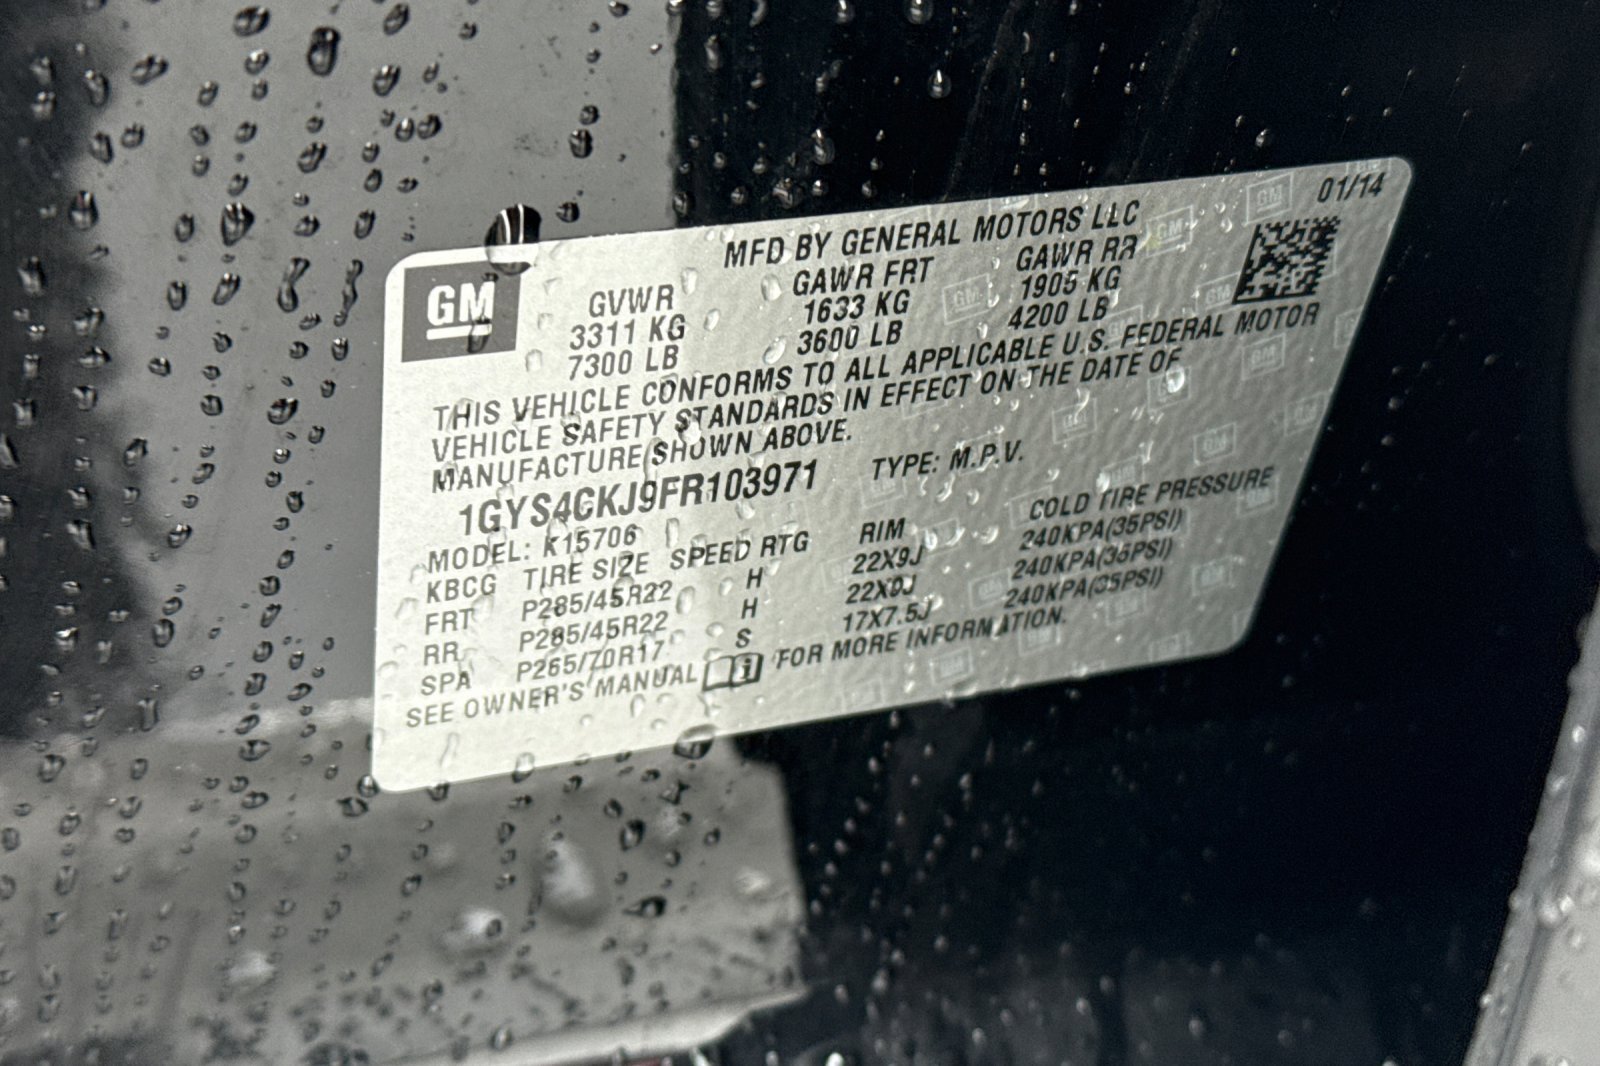 01/14
MFD BY GENERAL MOTORS LLC
GM
GVWR GAWR FRT GAWR RR
3311 KG 1633 KG 1905 KG
7300 LB 3600 LB 4200 LB
THIS VEHICLE CONFORMS TO ALL APPLICABLE U.S. FEDERAL MOTOR
VEHICLE SAFETY STANDARDS IN EFFECT ON THE DATE OF
MANUFACTURE SHOWN ABOVE.
1GYS4CKJ9FR103971 TYPE: M.P.V.
MODEL: K15706
KBCG TIRE SIZE SPEED RTG RIM COLD TIRE PRESSURE
FRT P285/45R22 H 22X9J 240KPA(35PSI)
RR P285/45R22 H 22X9J 240KPA(35PSI)
SPA P265/70R17 S 17X7.5J 240KPA(35PSI)
SEE OWNER'S MANUAL FOR MORE INFORMATION.